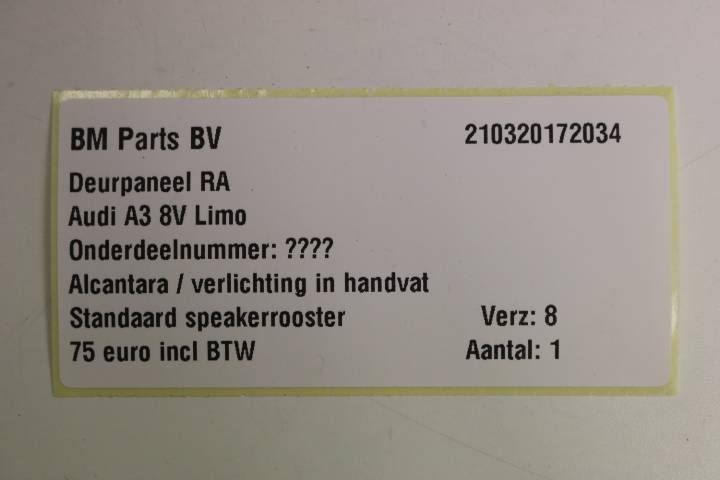 BM Parts BV 210320172034
Deurpaneel RA
Audi A3 8V Limo
Onderdeelnummer: ????
Alcantara / verlichting in handvat
Standaard speakerrooster Verz: 8
75 euro incl BTW Aantal: 1